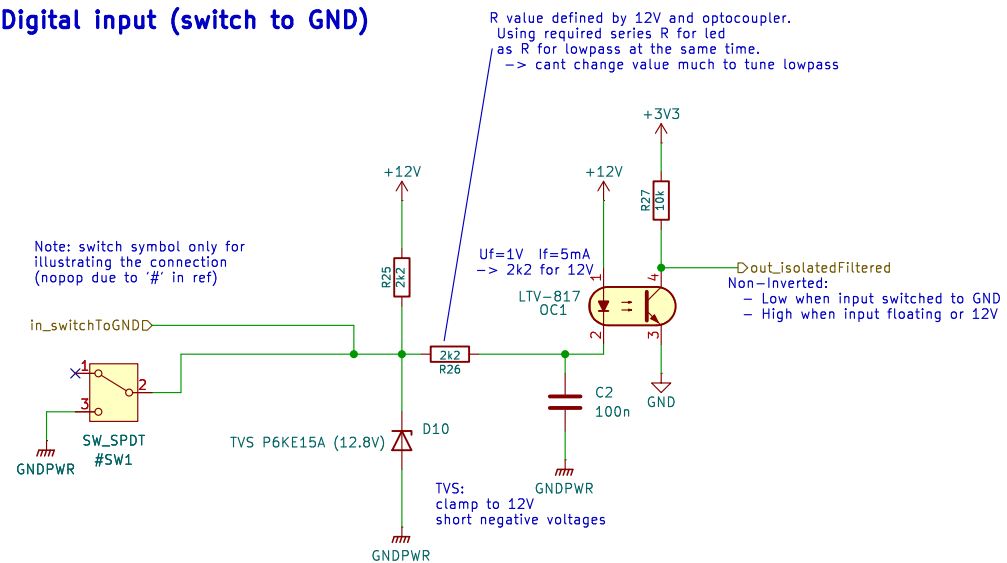 Digital input (switch to GND)
R value defined by 12V and optocoupler.
Using required series R for led
as R for lowpass at the same time.
-> cant change value much to tune lowpass
+3V3
+12V
+12V
R27
10k
Note: switch symbol only for
illustrating the connection
(nopop due to '#' in ref)
Uf=1V If=5mA
-> 2k2 for 12V
R25
2k2
1
4
out_isolatedFiltered
Non-Inverted:
- Low when input switched to GND
- High when input floating or 12V
LTV-817
OC1
in_switchToGND
2
3
2k2
R26
1
2
3
GND
C2
100n
SW_SPDT
#SW1
GNDPWR
D10
TVS P6KE15A (12.8V)
GNDPWR
TVS:
clamp to 12V
short negative voltages
GNDPWR